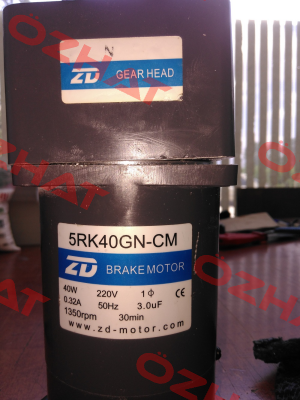 N
ZD GEAR HEAD
5RK40GN-CM
ZD BRAKE MOTOR
40W 220V 1Φ CE
0.32A 50Hz 3.0uF
1350rpm 30min
www.zd-motor.com
OZHAT
OZHAT
OZHAT
OZHAT
OZHAT